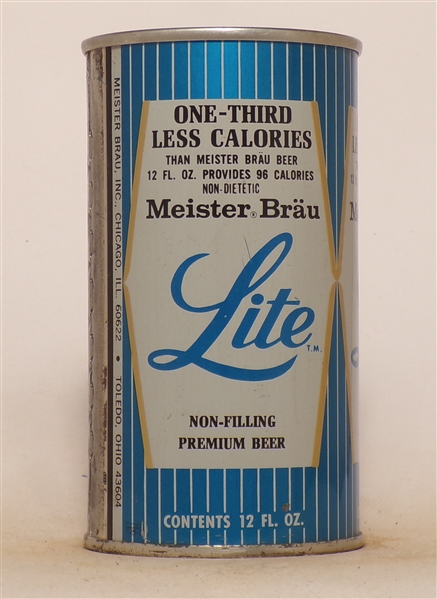 ONE-THIRD
LESS CALORIES
THAN MEISTER BRÄU BEER
12 FL. OZ. PROVIDES 96 CALORIES
NON-DIETETIC
Meister® Bräu
Lite T.M.
NON-FILLING
PREMIUM BEER
CONTENTS 12 FL. OZ.
MEISTER BRAU, INC., CHICAGO, ILL. 60622 • TOLEDO, OHIO 43604